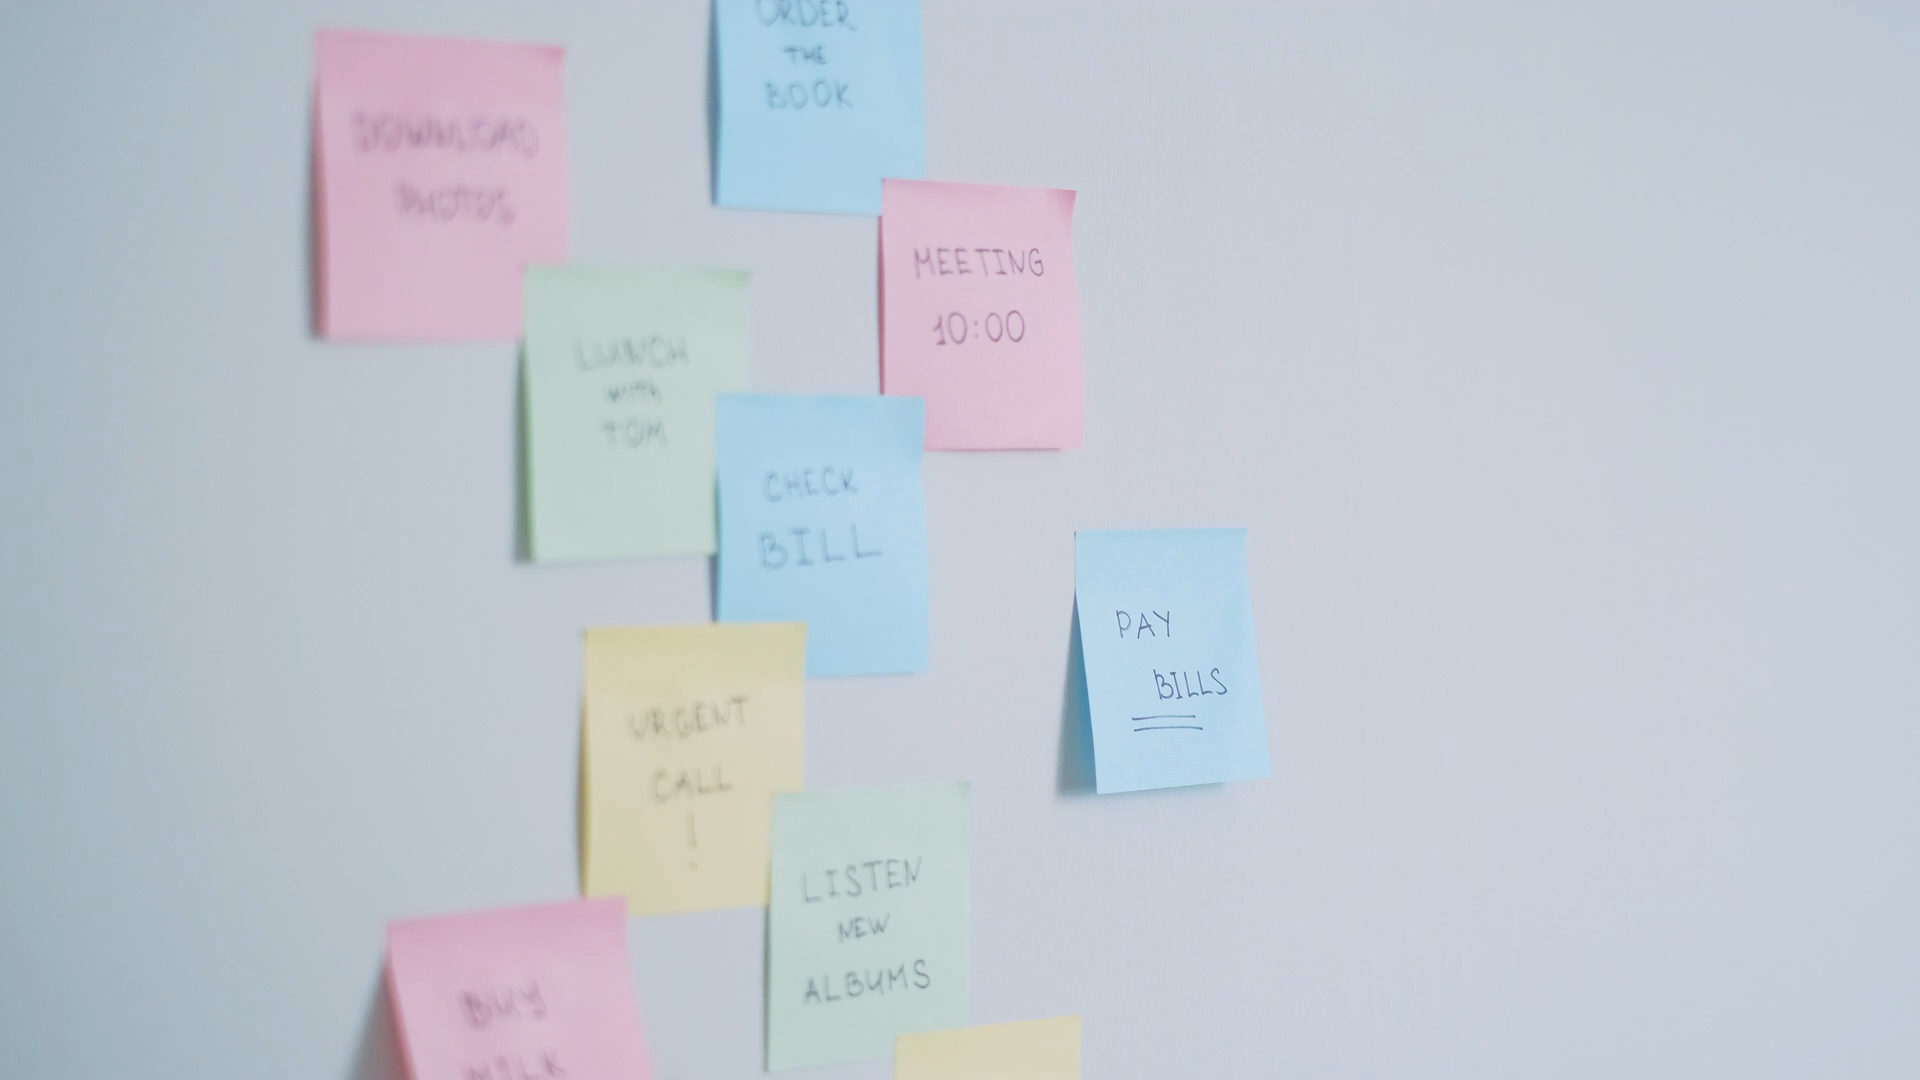 ORDER
THE
BOOK
DOWNLOAD
PHOTOS
MEETING
10:00
LUNCH
WITH
TOM
CHECK
BILL
PAY
BILLS
URGENT
CALL
!
LISTEN
NEW
ALBUMS
BUY
MILK